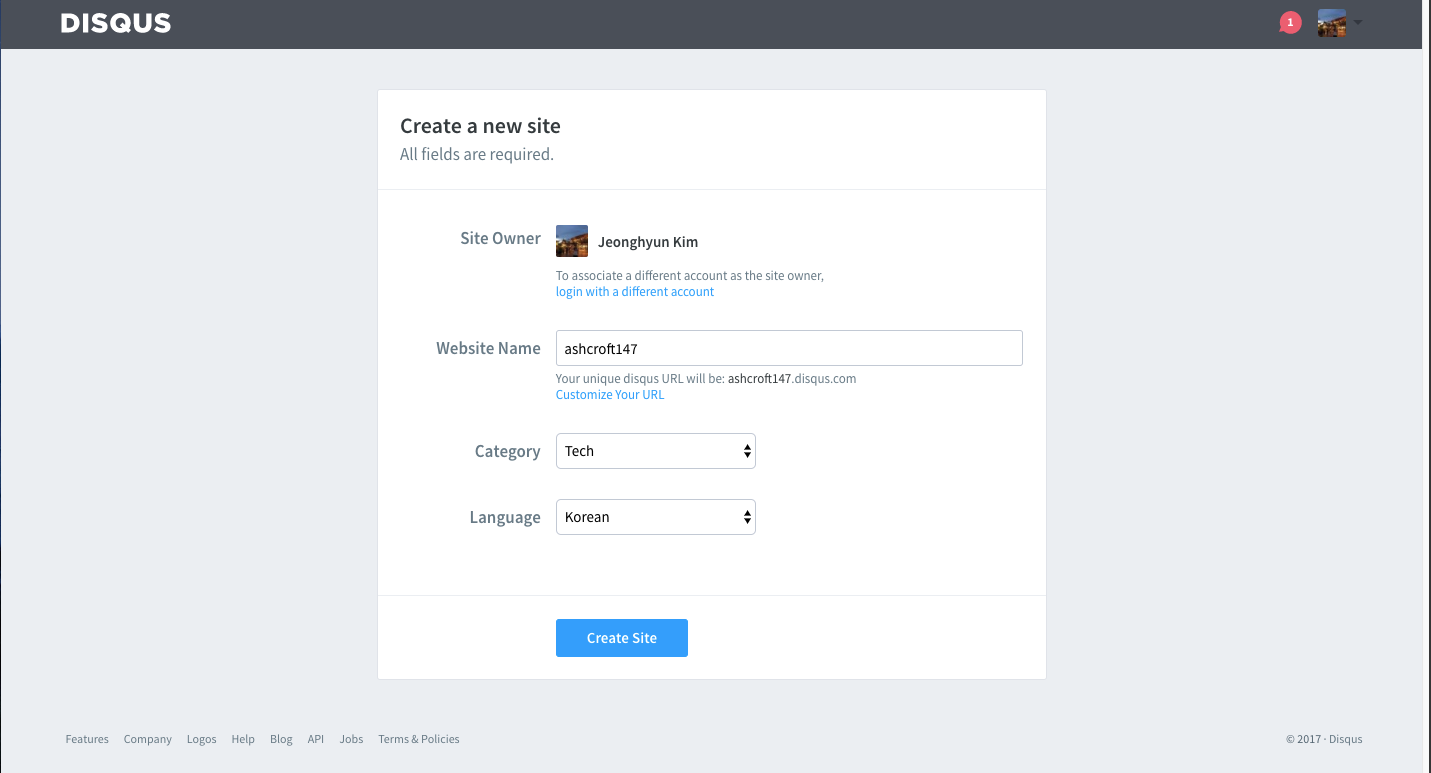 DISQUS
1
Create a new site
All fields are required.
Site Owner
Jeonghyun Kim
To associate a different account as the site owner,
login with a different account
Website Name
ashcroft147
Your unique disqus URL will be: ashcroft147.disqus.com
Customize Your URL
Category
Tech
Language
Korean
Create Site
Features Company Logos Help Blog API Jobs Terms & Policies
© 2017 · Disqus